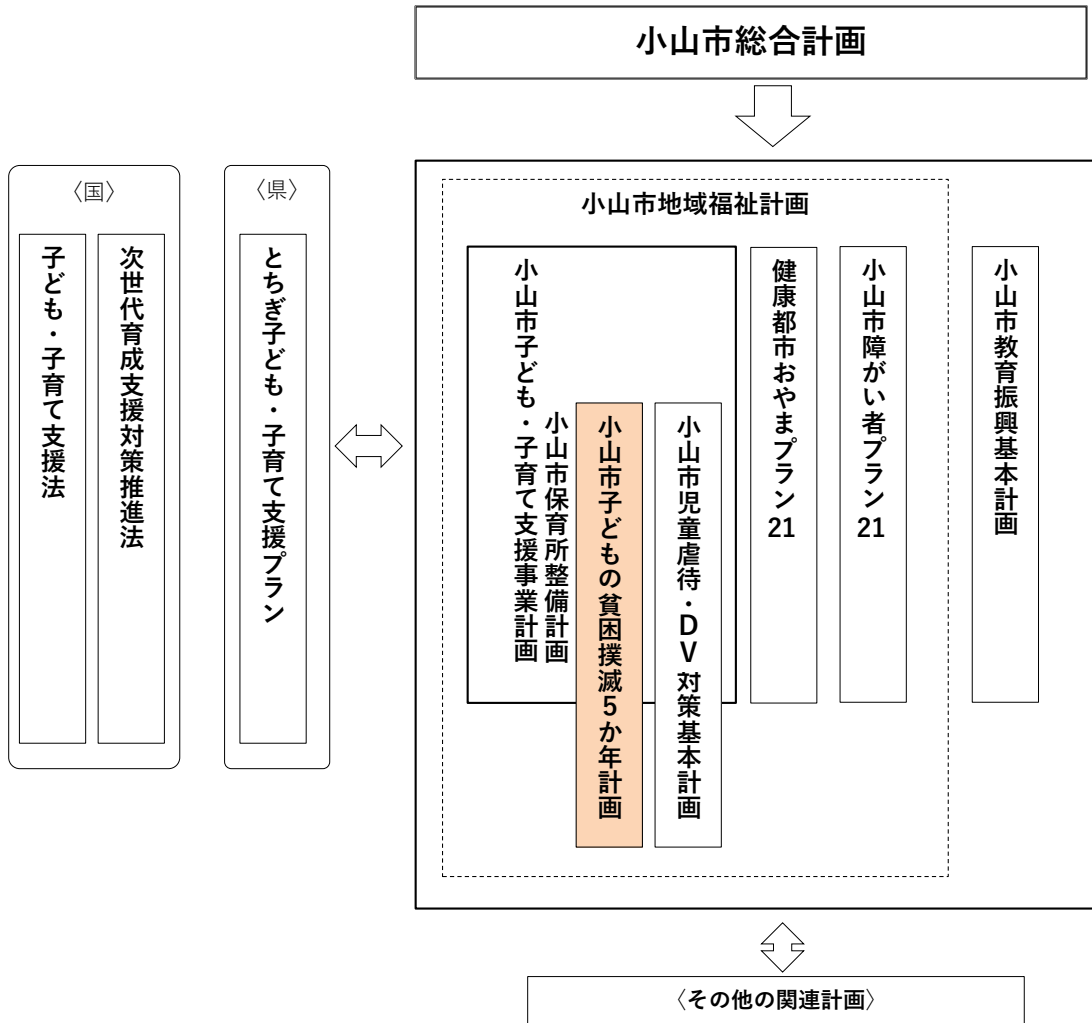 小山市総合計画
〈国〉
子ども・子育て支援法
次世代育成支援対策推進法
〈県〉
とちぎ子ども・子育て支援プラン
小山市地域福祉計画
小山市子ども・子育て支援事業計画
小山市保育所整備計画
小山市子どもの貧困撲滅5か年計画
小山市児童虐待・DV対策基本計画
健康都市おやまプラン21
小山市障がい者プラン21
小山市教育振興基本計画
〈その他の関連計画〉